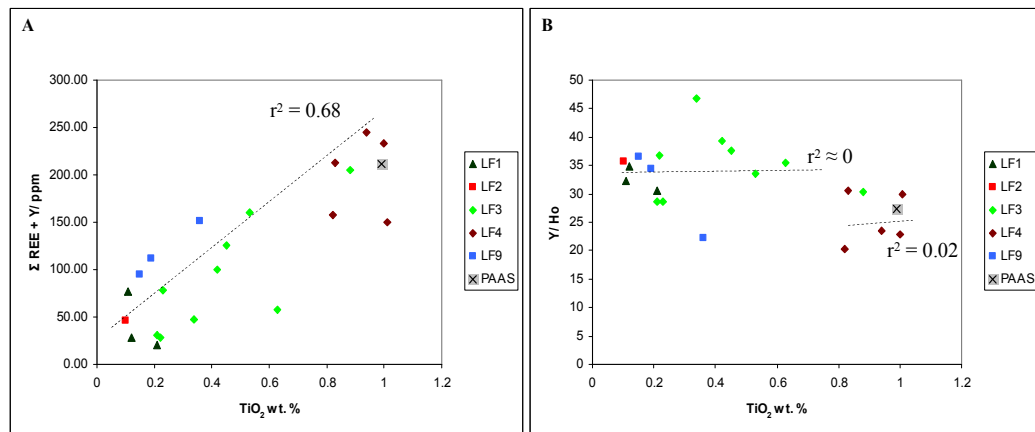 A
300.00
250.00
200.00
150.00
100.00
50.00
0.00
0
0.2
0.4
0.6
0.8
1
1.2
Σ REE + Y/ ppm
TiO₂ wt. %
r² = 0.68
LF1
LF2
LF3
LF4
LF9
PAAS
B
50
45
40
35
30
25
20
15
10
5
0
0
0.2
0.4
0.6
0.8
1
1.2
Y/ Ho
TiO₂ wt. %
r² ≈ 0
r² = 0.02
LF1
LF2
LF3
LF4
LF9
PAAS